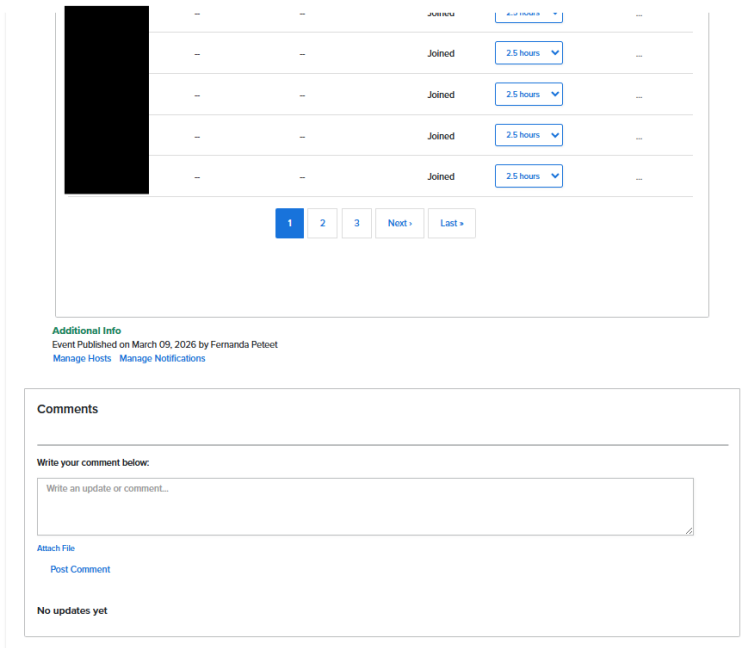 – – Joined 2.5 hours ...
– – Joined 2.5 hours ...
– – Joined 2.5 hours ...
– – Joined 2.5 hours ...
– – Joined 2.5 hours ...
1 2 3 Next › Last »
Additional Info
Event Published on March 09, 2026 by Fernanda Peteet
Manage Hosts Manage Notifications
Comments
Write your comment below:
Write an update or comment...
Attach File
Post Comment
No updates yet